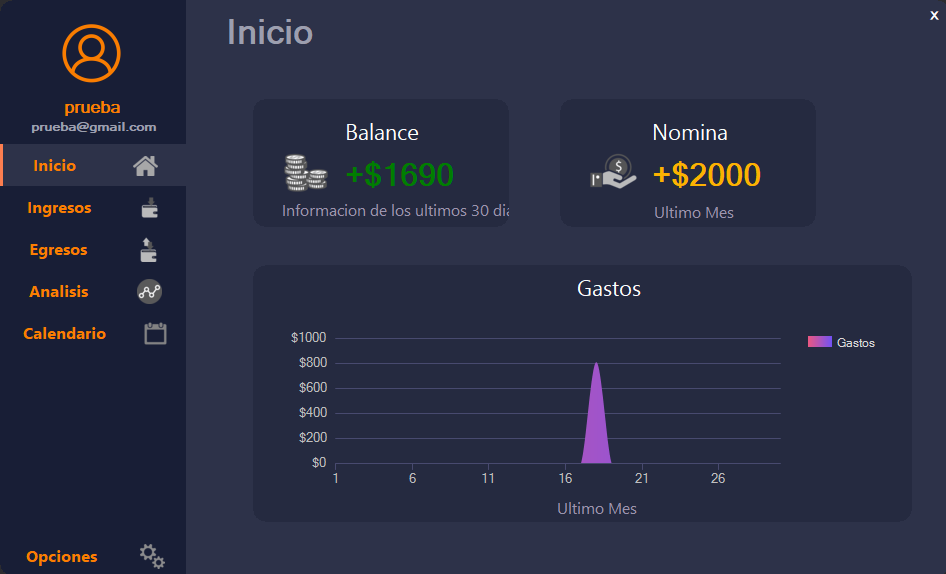 Inicio
x
prueba
prueba@gmail.com
Inicio
Ingresos
Egresos
Analisis
Calendario
Opciones
Balance
+$1690
Informacion de los ultimos 30 dia
Nomina
$
+$2000
Ultimo Mes
Gastos
$1000
$800
$600
$400
$200
$0
1 6 11 16 21 26
Ultimo Mes
Gastos